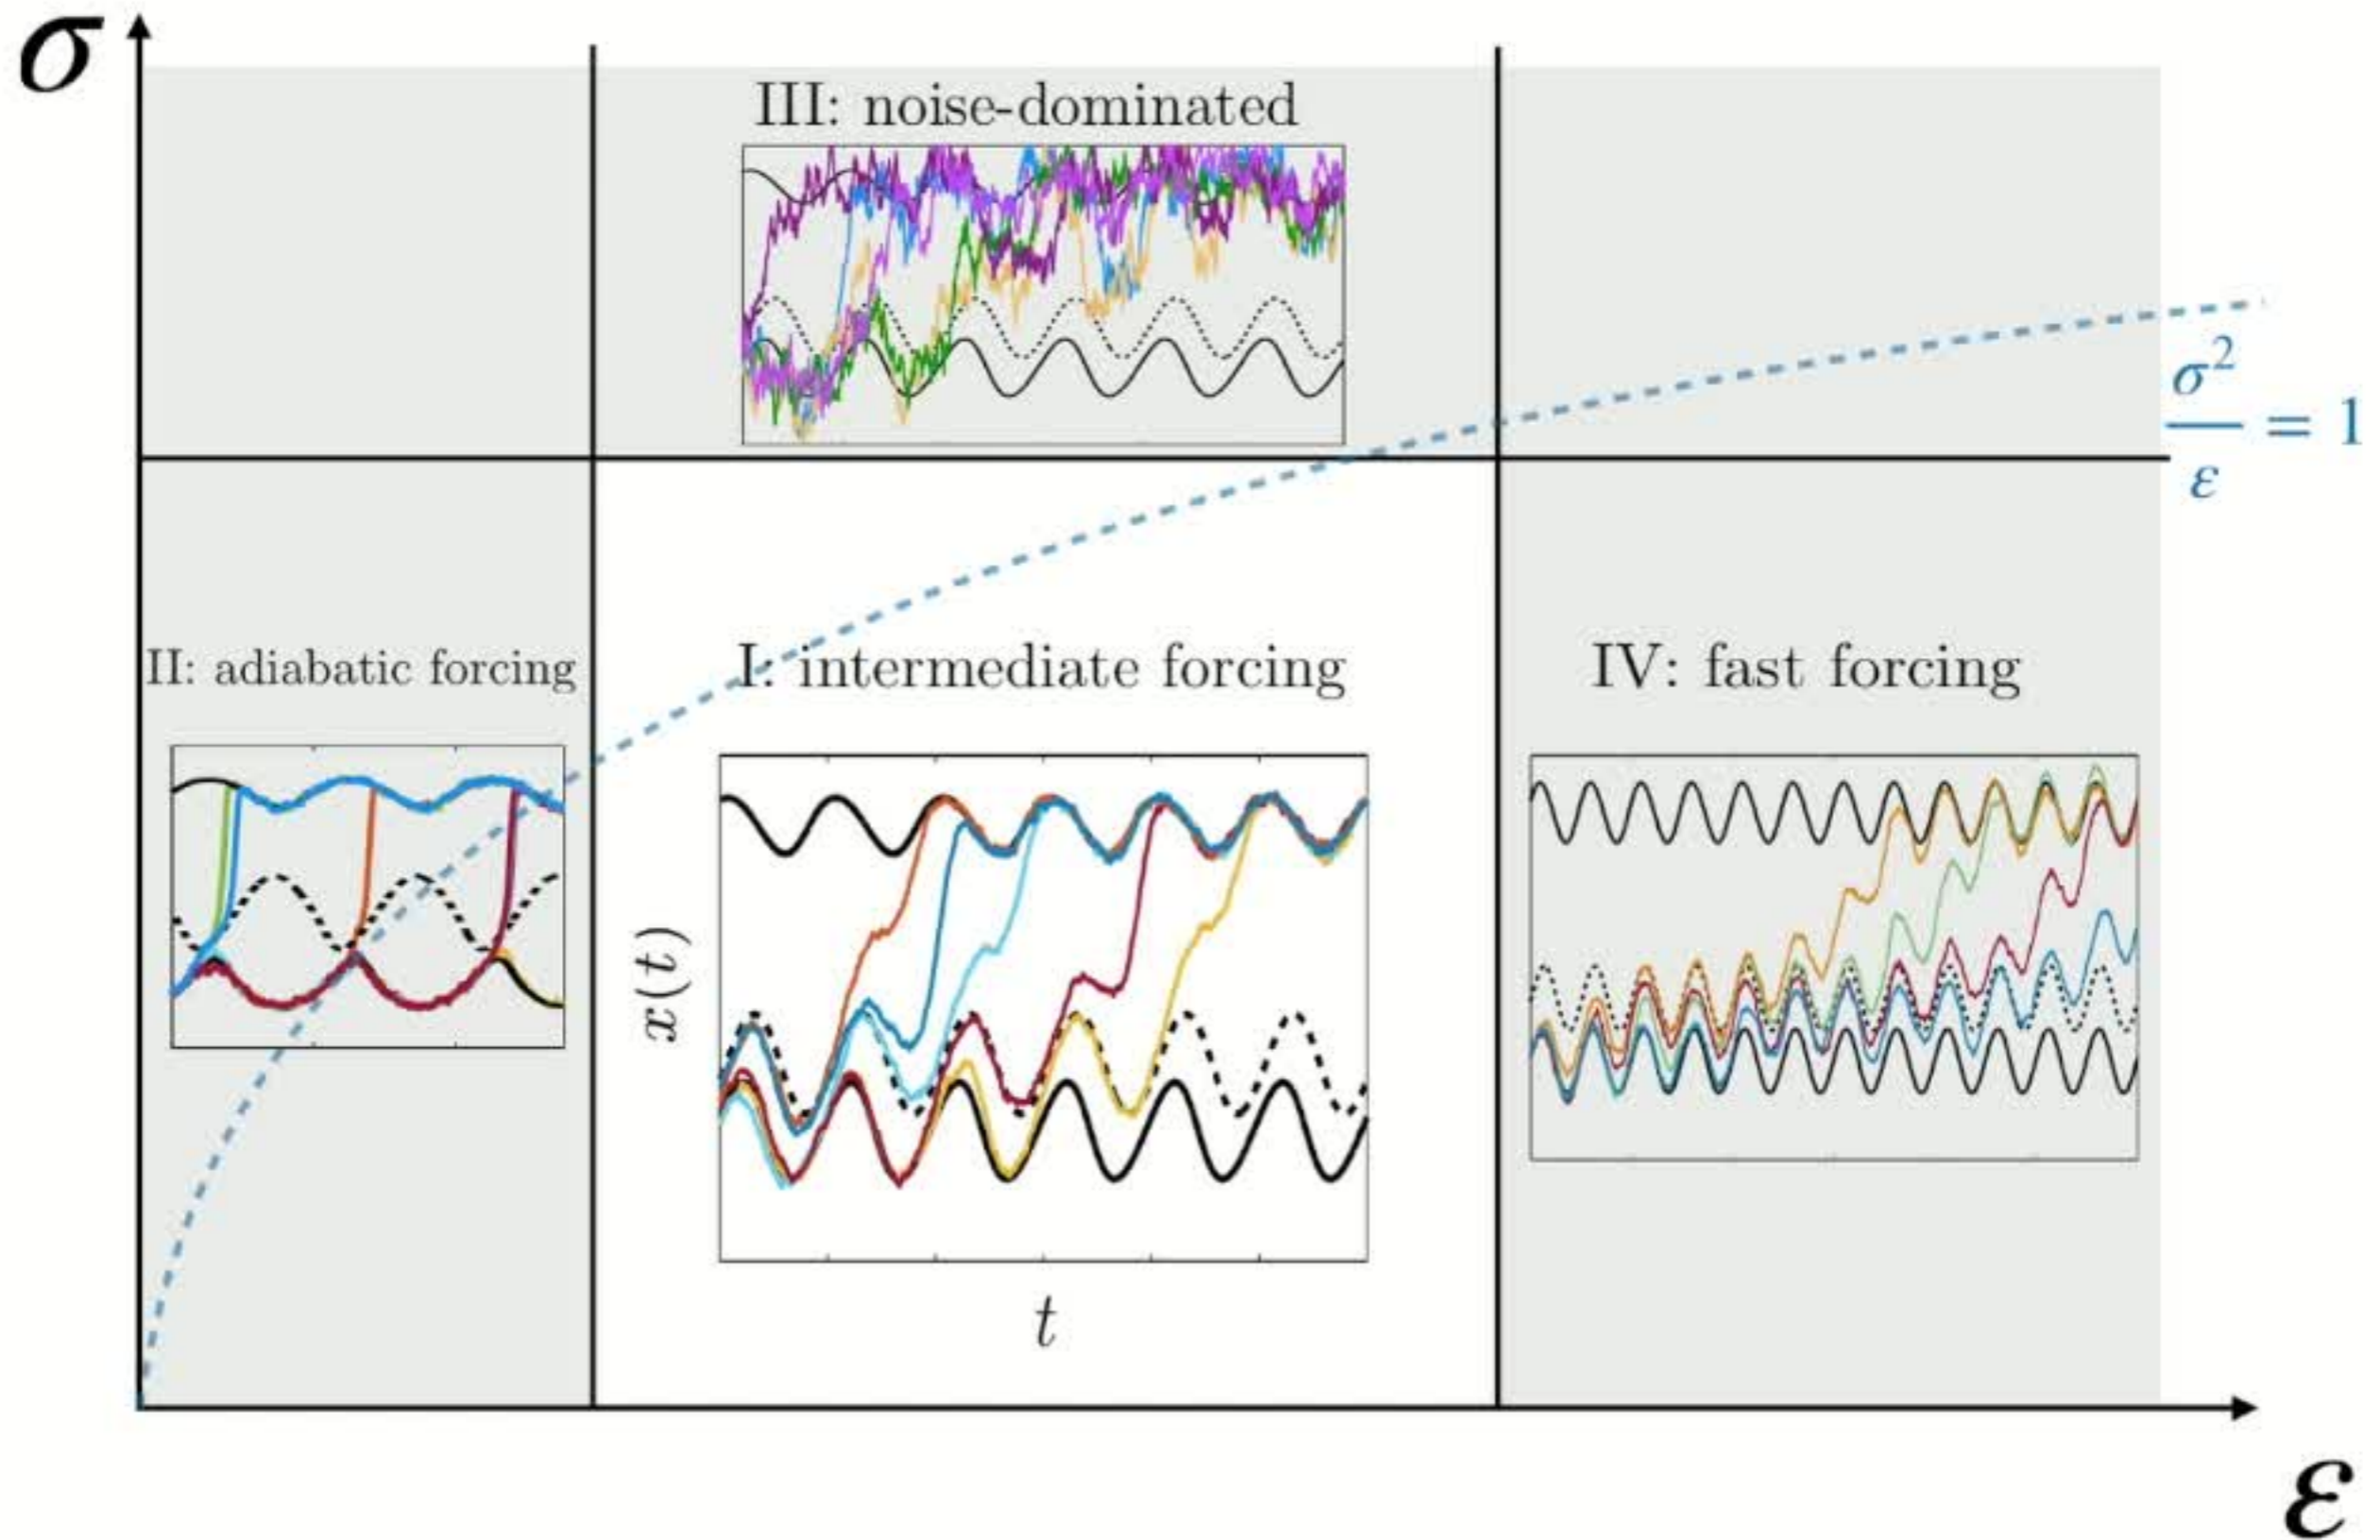 σ
III: noise-dominated
σ²/ε = 1
II: adiabatic forcing
I: intermediate forcing
IV: fast forcing
x(t)
t
ε